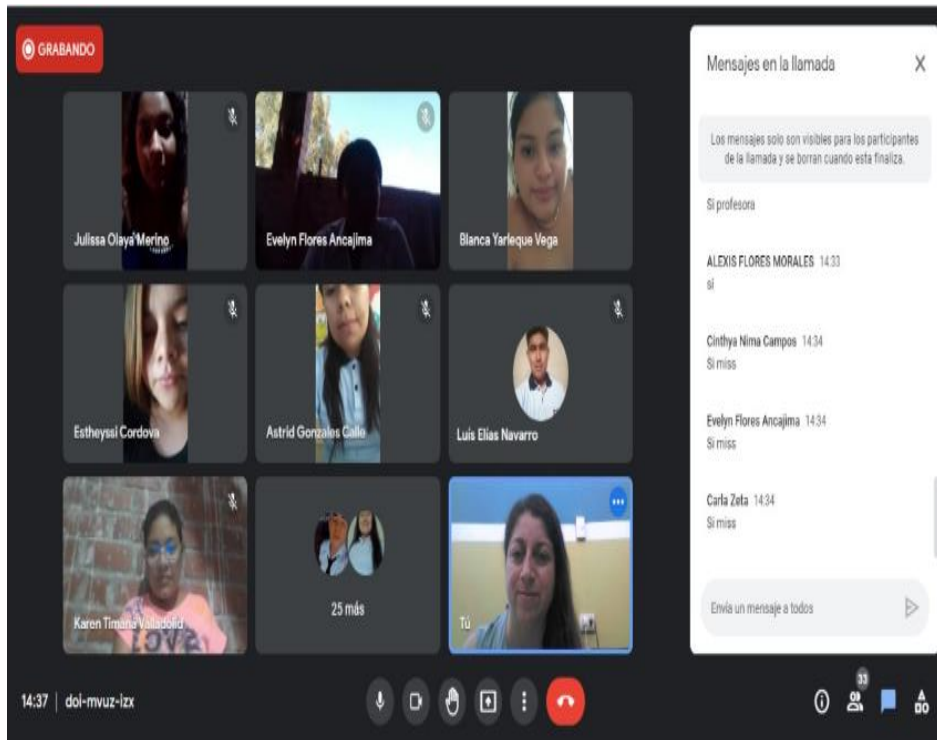 GRABANDO
Julissa Olaya Merino
Evelyn Flores Ancajima
Blanca Yarleque Vega
Estheyssi Cordova
Astrid Gonzales Calle
Luis Elias Navarro
Karen Timana Valladolid
25 más
Tú
LOVE
Mensajes en la llamada
Los mensajes solo son visibles para los participantes
de la llamada y se borran cuando esta finaliza.
Si profesora
ALEXIS FLORES MORALES 14:33
si
Cinthya Nima Campos 14:34
Si miss
Evelyn Flores Ancajima 14:34
Si miss
Carla Zeta 14:34
Si miss
Envía un mensaje a todos
14:37 | doi-mvuz-izx
33